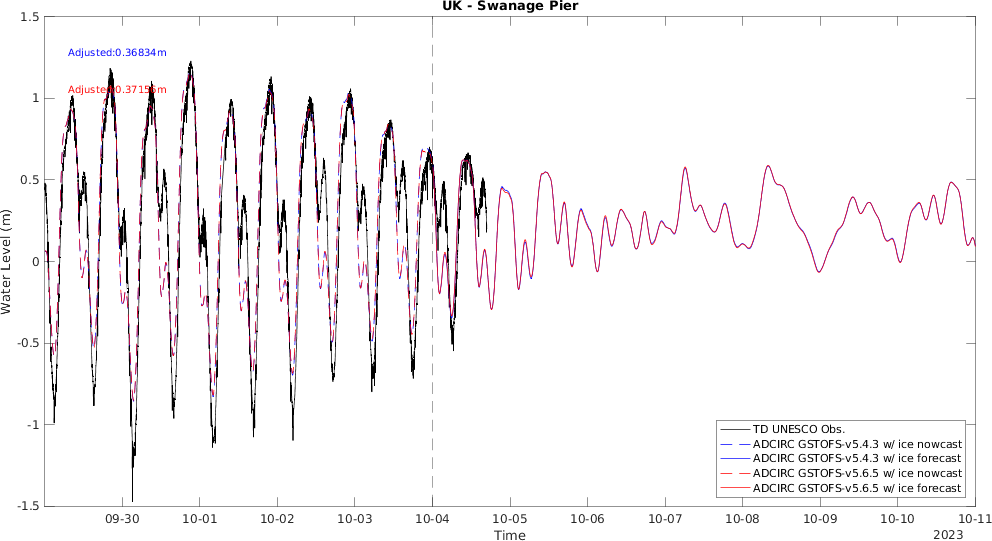 UK - Swanage Pier
1.5
1
0.5
0
-0.5
-1
-1.5
Water Level (m)
Adjusted:0.36834m
Adjusted:0.37156m
TD UNESCO Obs.
ADCIRC GSTOFS-v5.4.3 w/ ice nowcast
ADCIRC GSTOFS-v5.4.3 w/ ice forecast
ADCIRC GSTOFS-v5.6.5 w/ ice nowcast
ADCIRC GSTOFS-v5.6.5 w/ ice forecast
09-30 10-01 10-02 10-03 10-04 10-05 10-06 10-07 10-08 10-09 10-10 10-11
Time
2023